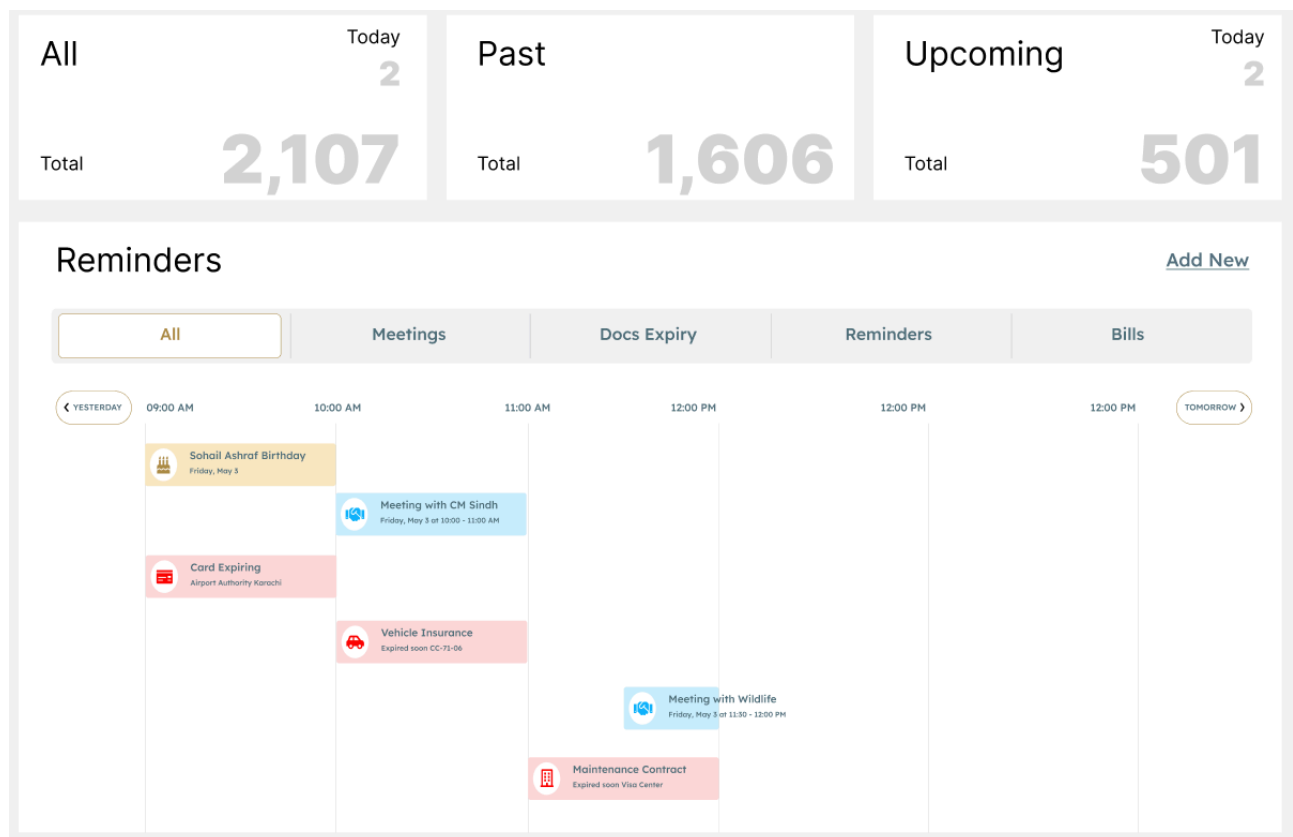 All
Today
2
Total
2,107
Past
Total
1,606
Upcoming
Today
2
Total
501
Reminders
Add New
All
Meetings
Docs Expiry
Reminders
Bills
❮ YESTERDAY
09:00 AM
10:00 AM
11:00 AM
12:00 PM
12:00 PM
12:00 PM
TOMORROW ❯
Sohail Ashraf Birthday
Friday, May 3
Meeting with CM Sindh
Friday, May 3 at 10:00 - 11:00 AM
Card Expiring
Airport Authority Karachi
Vehicle Insurance
Expired soon CC-71-06
Meeting with Wildlife
Friday, May 3 at 11:30 - 12:00 PM
Maintenance Contract
Expired soon Visa Center